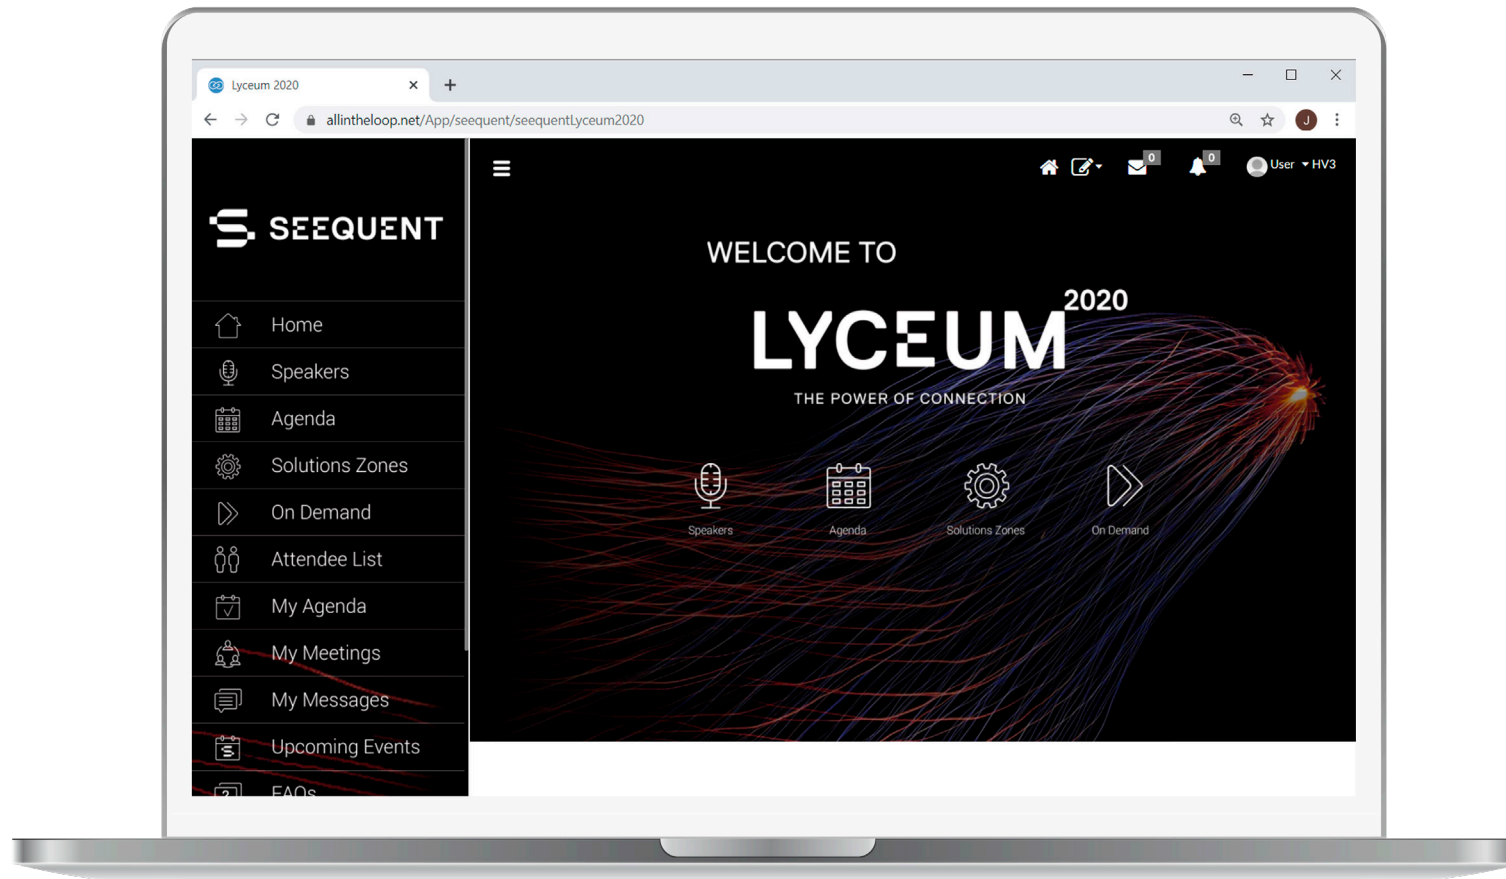 Lyceum 2020
allintheloop.net/App/seequent/seequentLyceum2020
J
SEEQUENT
Home
Speakers
Agenda
Solutions Zones
On Demand
Attendee List
My Agenda
My Meetings
My Messages
Upcoming Events
FAQs
0
0
User
HV3
WELCOME TO
LYCEUM 2020
THE POWER OF CONNECTION
Speakers
Agenda
Solutions Zones
On Demand